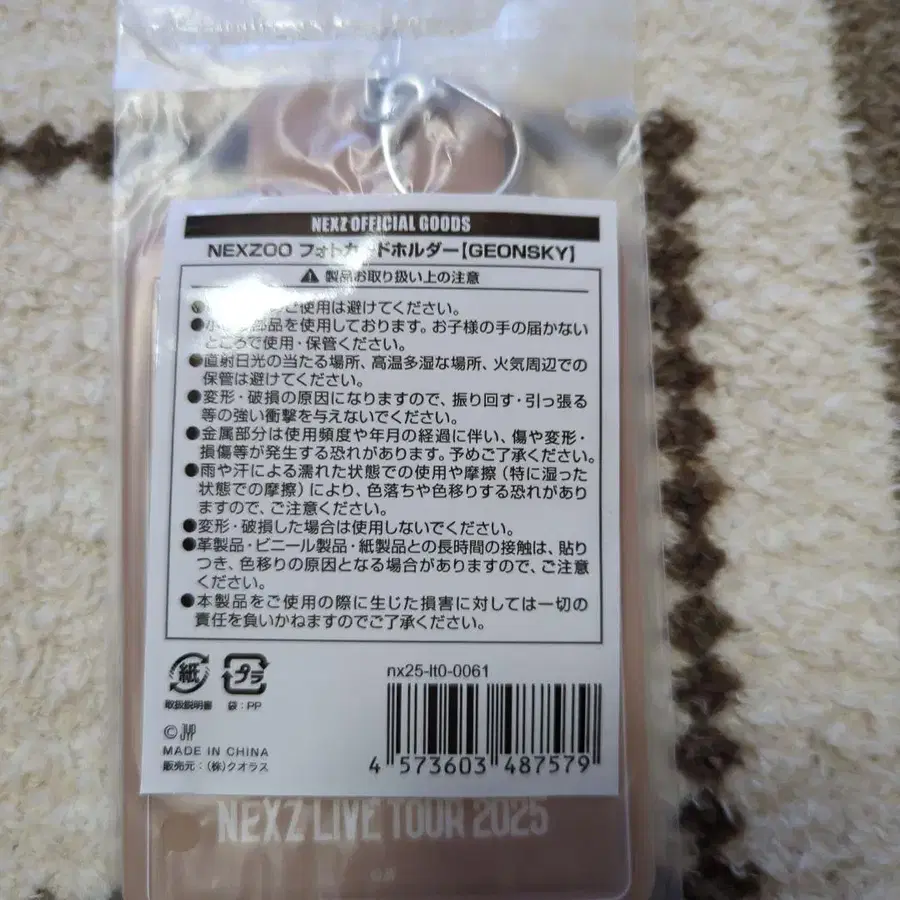 NEXZ OFFICIAL GOODS
NEXZOO フォトカードホルダー【GEONSKY】
⚠ 製品お取り扱い上の注意
ご使用は避けてください。
部品を使用しております。お子様の手の届かない
ところで使用・保管ください。
●直射日光の当たる場所、高温多湿な場所、火気周辺での
保管は避けてください。
●変形・破損の原因になりますので、振り回す・引っ張る
等の強い衝撃を与えないでください。
●金属部分は使用頻度や年月の経過に伴い、傷や変形・
損傷等が発生する恐れがあります。予めご了承ください。
●雨や汗による濡れた状態での使用や摩擦(特に湿った
状態での摩擦)により、色落ちや色移りする恐れがあり
ますので、ご注意ください。
●変形・破損した場合は使用しないでください。
●革製品・ビニール製品・紙製品との長時間の接触は、貼り
つき、色移りの原因となる場合がありますので、ご注意
ください。
●本製品をご使用の際に生じた損害に対しては一切の
責任を負いかねますのでご了承ください。
紙 プラ
取扱説明書 袋:PP
nx25-lt0-0061
© JYP
MADE IN CHINA
販売元:(株)クオラス
4 573603 487579
NEXZ LIVE TOUR 2025